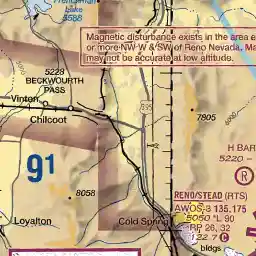 Frenchman
Lake
5588
Magnetic disturbance exists in the area e
or more NW W & SW of Reno Nevada, Ma
may not be accurate at low altitude.
5228
BECKWOURTH
PASS
Vinton
Chilcoot
395
7805
H BAR
5220 -
R
91
8058
Loyalton
Cold Spring
RENO/STEAD (RTS)
AWOS-3 135.175
5050 *L 90
RP 26, 32
122.7 C
bldgs